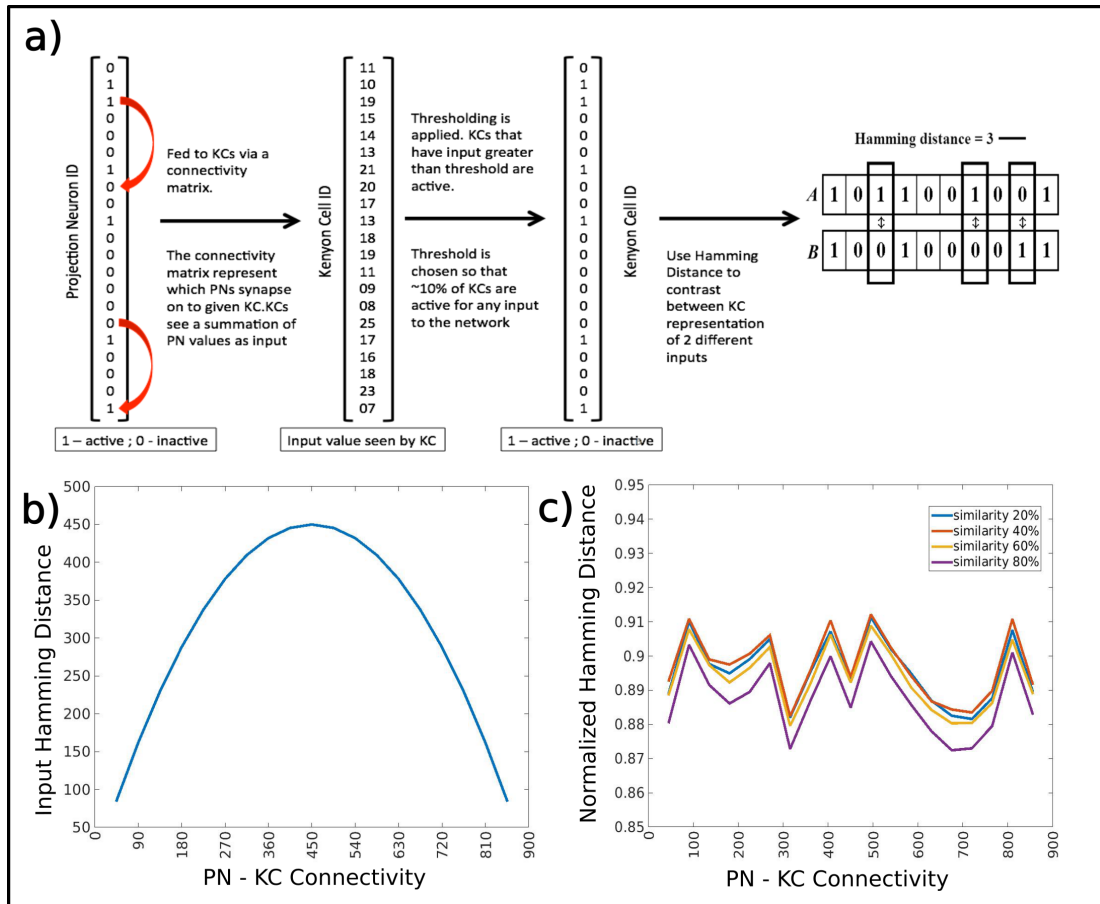 a)
Projection Neuron ID
0
1
1
0
0
0
1
0
0
1
0
0
0
0
0
0
1
0
0
0
1
1 – active ; 0 - inactive
Fed to KCs via a
connectivity
matrix.
The connectivity
matrix represent
which PNs synapse
on to given KC.KCs
see a summation of
PN values as input
Kenyon Cell ID
11
10
19
15
14
13
21
20
17
13
18
19
11
09
08
25
17
16
18
23
07
Input value seen by KC
Thresholding is
applied. KCs that
have input greater
than threshold are
active.
Threshold is
chosen so that
~10% of KCs are
active for any input
to the network
0
1
1
0
0
0
1
0
0
1
0
0
0
0
0
0
1
0
0
0
1
Kenyon Cell ID
1 – active ; 0 - inactive
Use Hamming
Distance to
contrast
between KC
representation
of 2 different
inputs
Hamming distance = 3
A 1 0 1 1 0 0 1 0 0 1
B 1 0 0 1 0 0 0 0 1 1
b)
Input Hamming Distance
500
450
400
350
300
250
200
150
100
50
0 90 180 270 360 450 540 630 720 810 900
PN - KC Connectivity
c)
Normalized Hamming Distance
0.95
0.94
0.93
0.92
0.91
0.9
0.89
0.88
0.87
0.86
0.85
similarity 20%
similarity 40%
similarity 60%
similarity 80%
0 100 200 300 400 500 600 700 800 900
PN - KC Connectivity